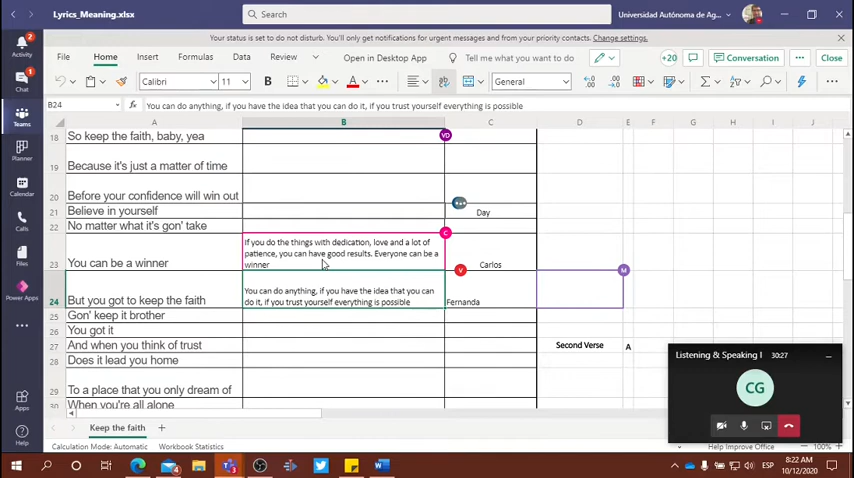 Lyrics_Meaning.xlsx
Search
Universidad Autónoma de Ag...
Your status is set to do not disturb. You'll only get notifications for urgent messages and from your priority contacts. Change settings.
Activity
Chat
Teams
Planner
Calendar
Calls
Files
Power Apps
Apps
Help
File Home Insert Formulas Data Review Open in Desktop App Tell me what you want to do +20 Conversation Close
Calibri 11 B A General
B24 fx You can do anything, if you have the idea that you can do it, if you trust yourself everything is possible
A B C D E F G H I J
18 So keep the faith, baby, yea VD
19 Because it's just a matter of time
20 Before your confidence will win out
21 Believe in yourself Day
22 No matter what it's gon' take
C
If you do the things with dedication, love and a lot of
patience, you can have good results. Everyone can be a
winner
23 You can be a winner Carlos
V M
You can do anything, if you have the idea that you can
do it, if you trust yourself everything is possible
24 But you got to keep the faith Fernanda
25 Gon' keep it brother
26 You got it
27 And when you think of trust Second Verse A
28 Does it lead you home
29 To a place that you only dream of
30 When you're all alone
Listening & Speaking I 30:27
CG
Keep the faith
Calculation Mode: Automatic Workbook Statistics Help Improve Office 100%
4 3 ESP 8:22 AM
10/12/2020